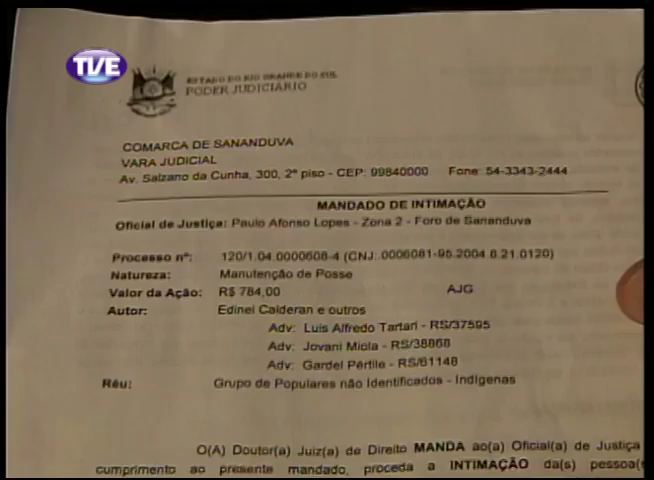 TVE
ESTADO DO RIO GRANDE DO SUL
PODER JUDICIÁRIO
COMARCA DE SANANDUVA
VARA JUDICIAL
Av. Salzano da Cunha, 300, 2º piso - CEP: 99840000 Fone: 54-3343-2444
MANDADO DE INTIMAÇÃO
Oficial de Justiça: Paulo Afonso Lopes - Zona 2 - Foro de Sananduva
Processo nº: 120/1.04.0000608-4 (CNJ:.0006081-95.2004.8.21.0120)
Natureza: Manutenção de Posse
Valor da Ação: R$ 784,00 AJG
Autor: Edinei Calderan e outros
Adv: Luis Alfredo Tartari - RS/37595
Adv: Jovani Miola - RS/38868
Adv: Gardel Pértile - RS/61148
Réu: Grupo de Populares não Identificados - Indígenas
O(A) Doutor(a) Juiz(a) de Direito MANDA ao(a) Oficial(a) de Justiça
cumprimento ao presente mandado, proceda a INTIMAÇÃO da(s) pessoa(s